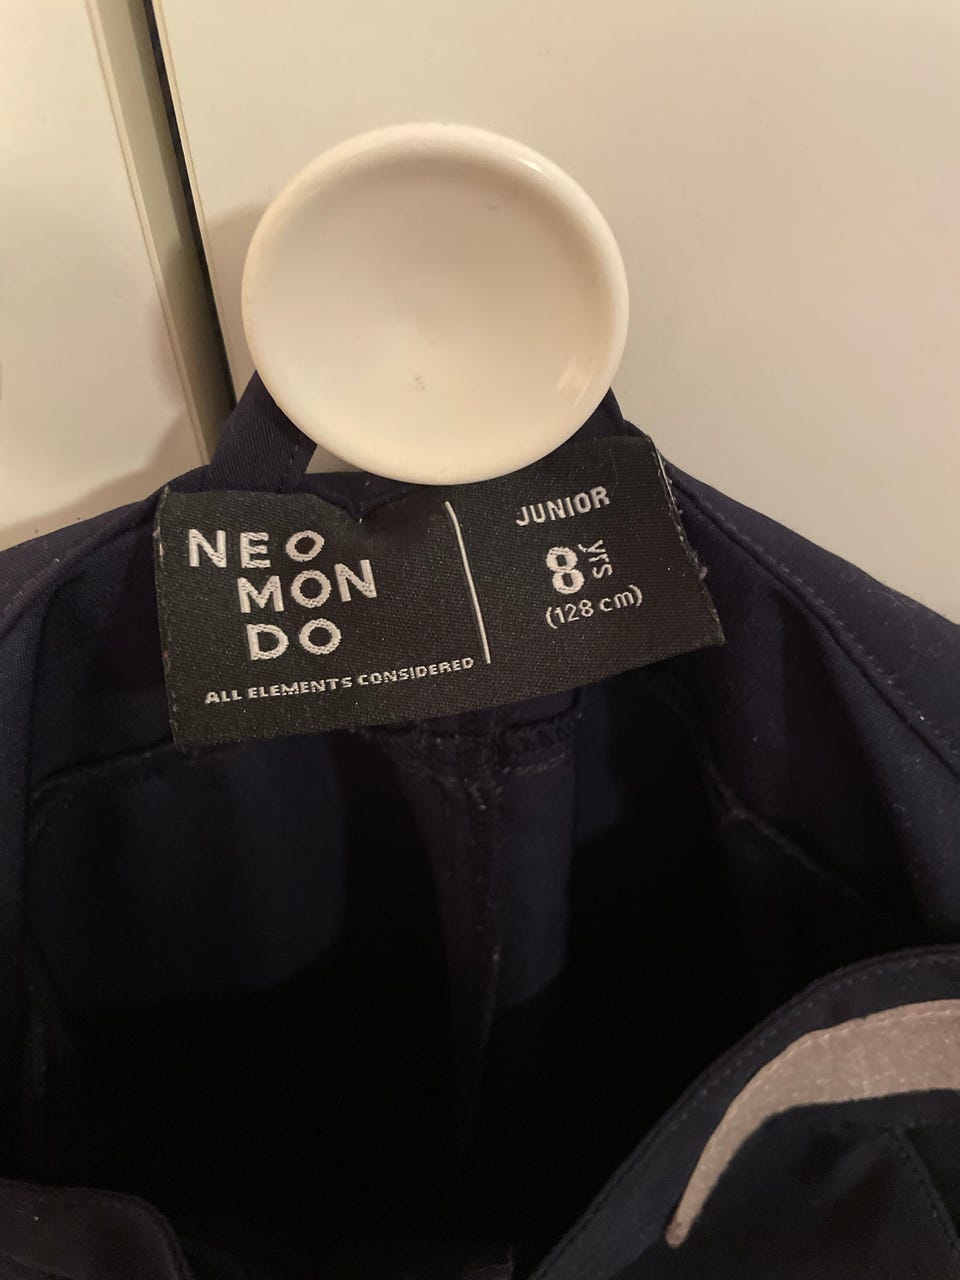 NEO
MON
DO
ALL ELEMENTS CONSIDERED
JUNIOR
8 yrs
(128 cm)